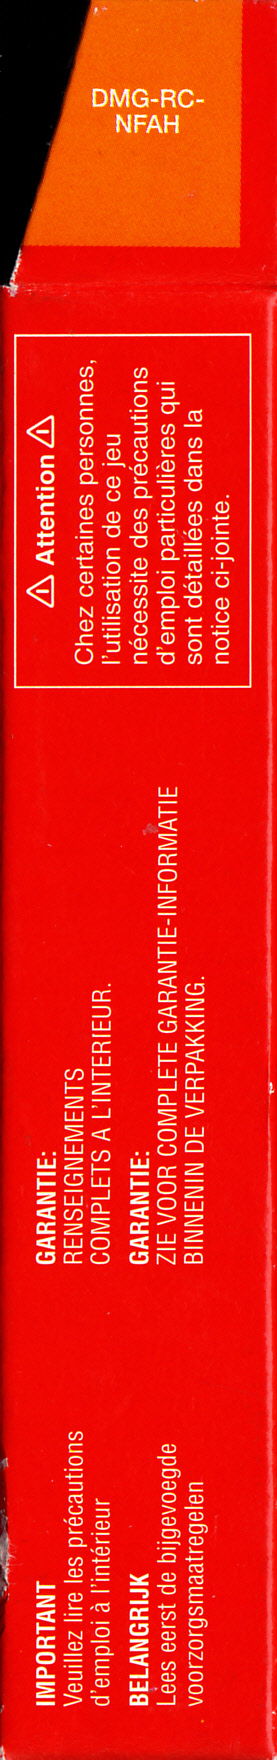 DMG-RC-
NFAH
⚠ Attention ⚠
Chez certaines personnes,
l'utilisation de ce jeu
nécessite des précautions
d'emploi particulières qui
sont détaillées dans la
notice ci-jointe.
GARANTIE:
RENSEIGNEMENTS
COMPLETS A L'INTERIEUR.
GARANTIE:
ZIE VOOR COMPLETE GARANTIE-INFORMATIE
BINNENIN DE VERPAKKING.
IMPORTANT
Veuillez lire les précautions
d'emploi à l'intérieur
BELANGRIJK
Lees eerst de bijgevoegde
voorzorgsmaatregelen